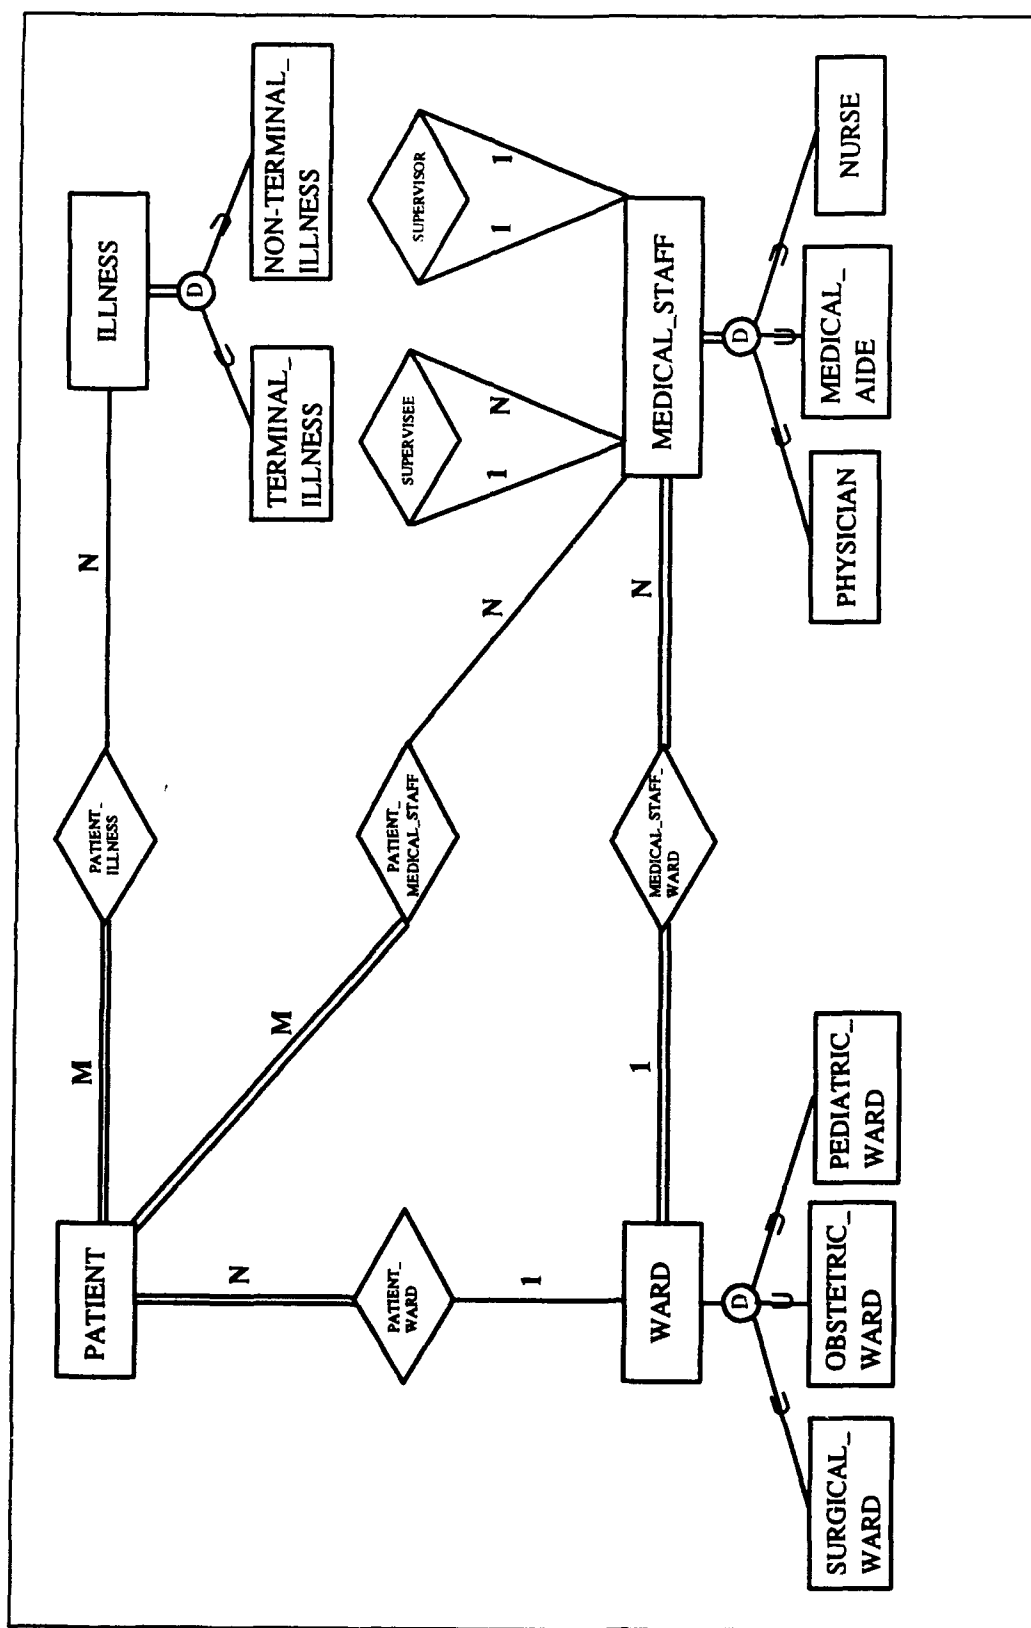 PATIENT
M
PATIENT_
ILLNESS
N
ILLNESS
D
TERMINAL_
ILLNESS
NON-TERMINAL_
ILLNESS
N
PATIENT_
WARD
1
M
PATIENT_
MEDICAL_STAFF
N
SUPERVISEE
1
N
SUPERVISOR
1
1
WARD
1
MEDICAL_STAFF_
WARD
N
MEDICAL_STAFF
D
SURGICAL_
WARD
OBSTETRIC_
WARD
PEDIATRIC_
WARD
D
PHYSICIAN
MEDICAL_
AIDE
NURSE